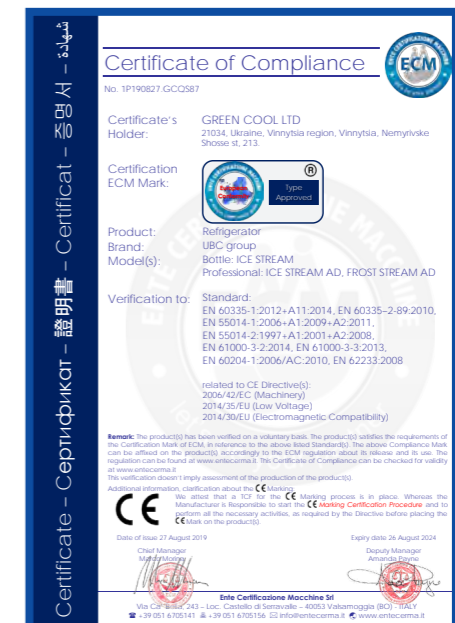 Certificate – Сертификат – 證明書 – Certificat – 증명서 – شهادة
Certificate of Compliance
ECM
No. 1P190827.GCQS87
Certificate's Holder:
GREEN COOL LTD
21034, Ukraine, Vinnytsia region, Vinnytsia, Nemyrivske
Shosse st, 213.
Certification
ECM Mark:
®
Type
Approved
Product: Refrigerator
Brand: UBC group
Model(s): Bottle: ICE STREAM
Professional: ICE STREAM AD, FROST STREAM AD
Verification to: Standard:
EN 60335-1:2012+A11:2014, EN 60335–2-89:2010,
EN 55014-1:2006+A1:2009+A2:2011,
EN 55014-2:1997+A1:2001+A2:2008,
EN 61000-3-2:2014, EN 61000-3-3:2013,
EN 60204-1:2006/AC:2010, EN 62233:2008
related to CE Directive(s):
2006/42/EC (Machinery)
2014/35/EU (Low Voltage)
2014/30/EU (Electromagnetic Compatibility)
Remark: The product(s) has been verified on a voluntary basis. The product(s) satisfies the requirements of
the Certification Mark of ECM, in reference to the above listed Standard(s). The above Compliance Mark
can be affixed on the product(s) accordingly to the ECM regulation about its release and its use. The
regulation can be found at www.entecerma.it. This Certificate of Compliance can be checked for validity
at www.entecerma.it
This verification doesn't imply assessment of the production of the product(s).
Additional information, clarification about the CE Marking:
CE
We attest that a TCF for the CE Marking process is in place. Whereas the
Manufacturer is Responsible to start the CE Marking Certification Procedure and to
perform all the necessary activities, as required by the Directive before placing the
CE Mark on the product(s).
Date of issue 27 August 2019
Expiry date 26 August 2024
Chief Manager
Deputy Manager
Amanda Payne
Ente Certificazione Macchine Srl
Via Ca' Bella, 243 – Loc. Castello di Serravalle – 40053 Valsamoggia (BO) - ITALY
☎ +39 051 6705141 +39 051 6705156 info@entecerma.it www.entecerma.it